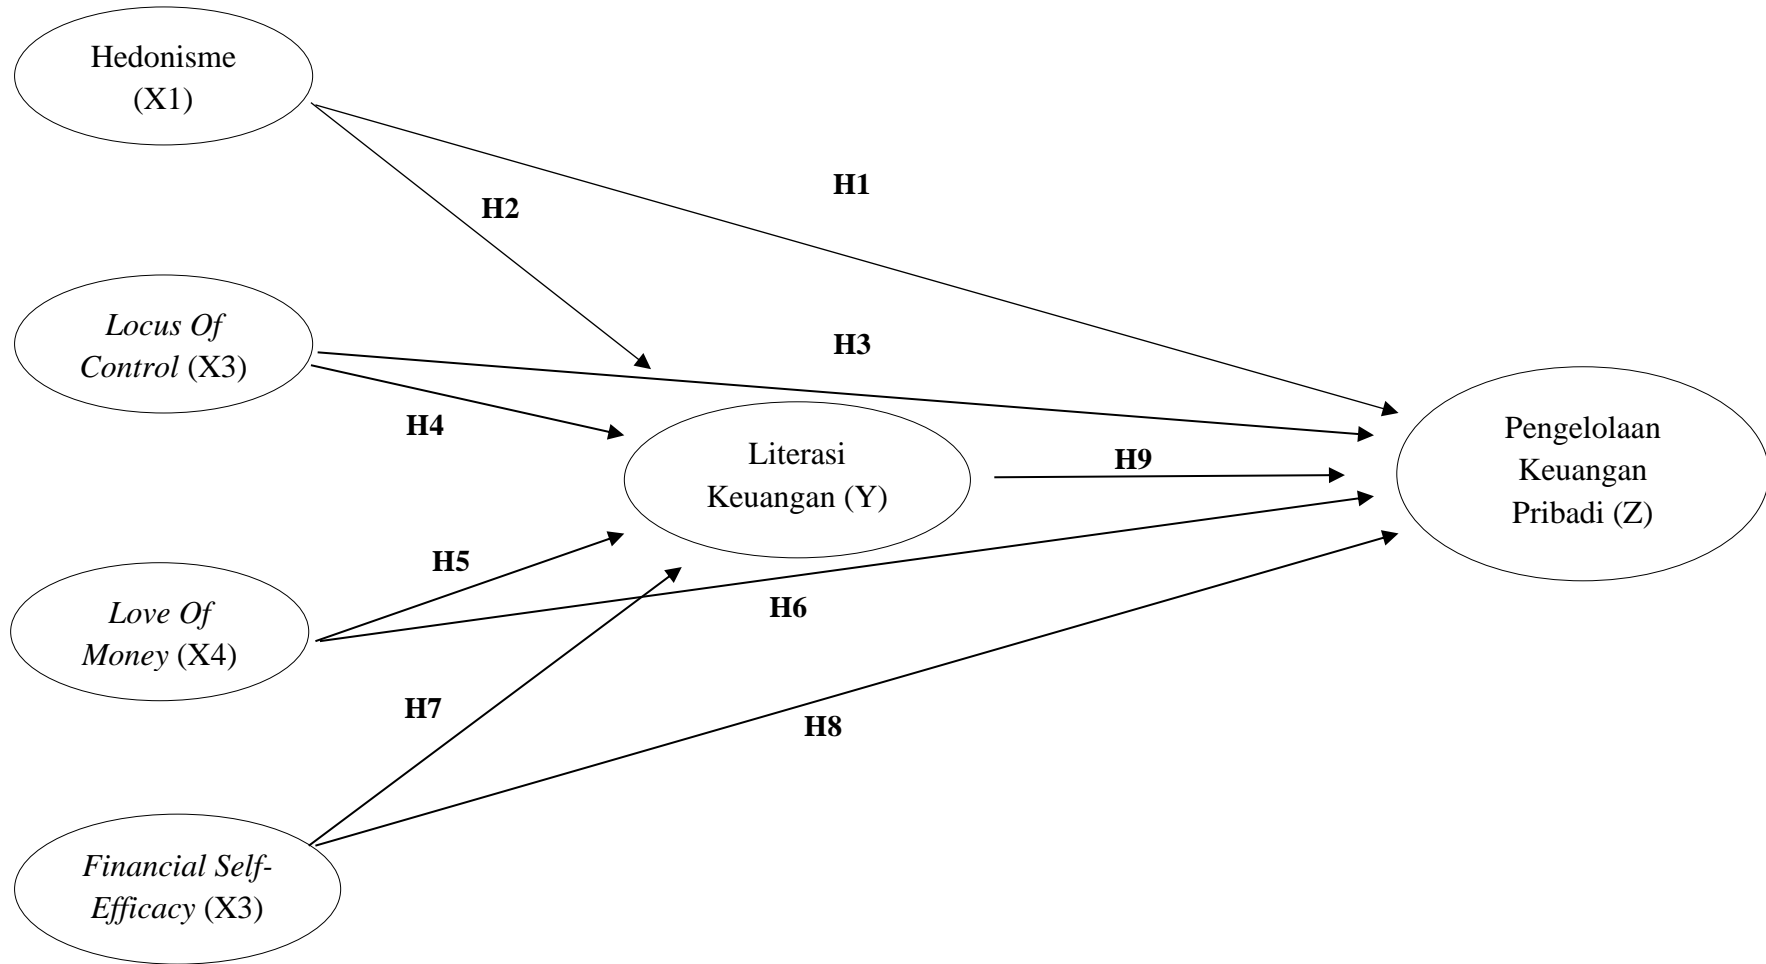 Hedonisme
(X1)
H1
H2
Locus Of
Control (X3)
H3
H4
Literasi
Keuangan (Y)
H9
Pengelolaan
Keuangan
Pribadi (Z)
H5
Love Of
Money (X4)
H6
H7
H8
Financial Self-
Efficacy (X3)